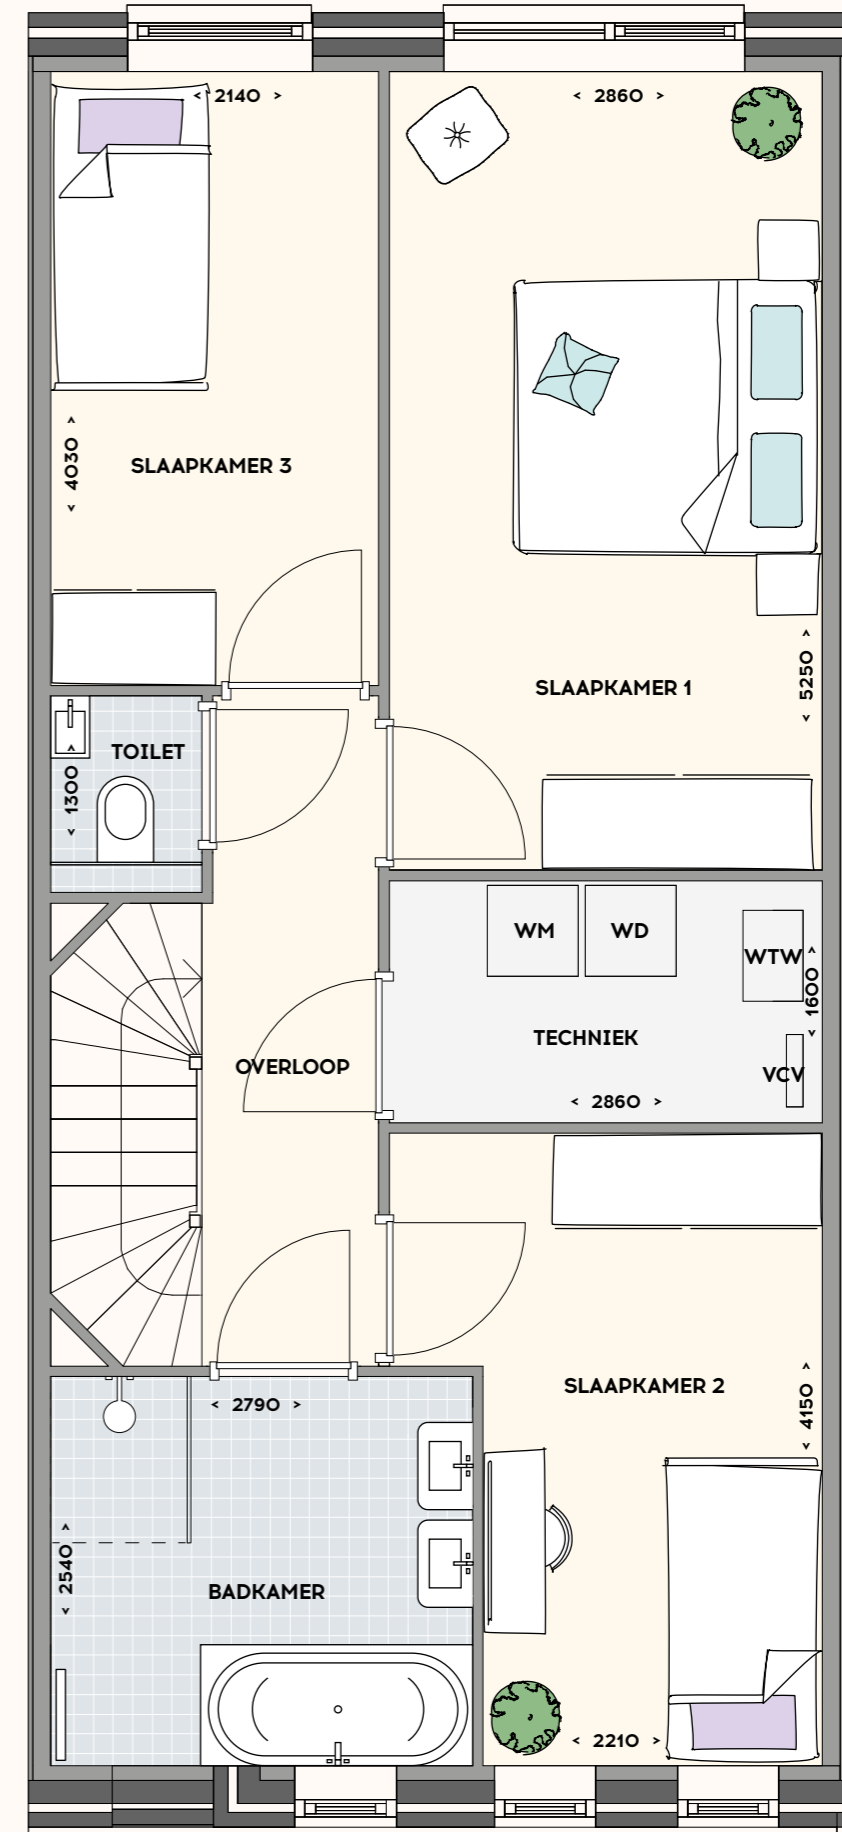 < 2140 >
< 2860 >
< 4030 >
SLAAPKAMER 3
< 5250 >
SLAAPKAMER 1
TOILET
< 1300 >
WM
WD
WTW
< 1600 >
TECHNIEK
OVERLOOP
VCV
< 2860 >
SLAAPKAMER 2
< 4150 >
< 2790 >
< 2540 >
BADKAMER
< 2210 >